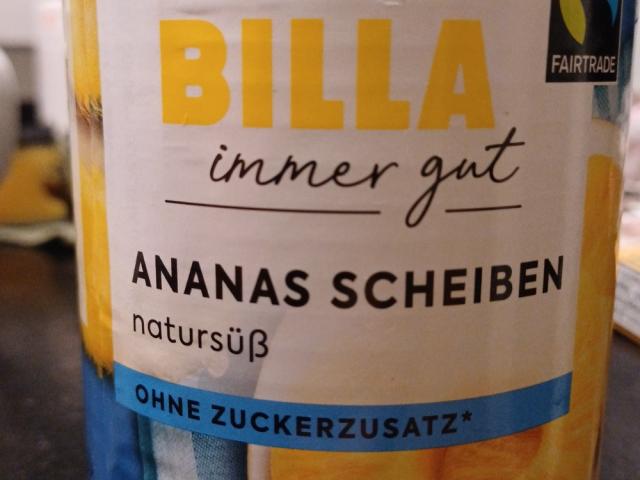 BILLA
FAIRTRADE
immer gut
ANANAS SCHEIBEN
natursüß
OHNE ZUCKERZUSATZ*